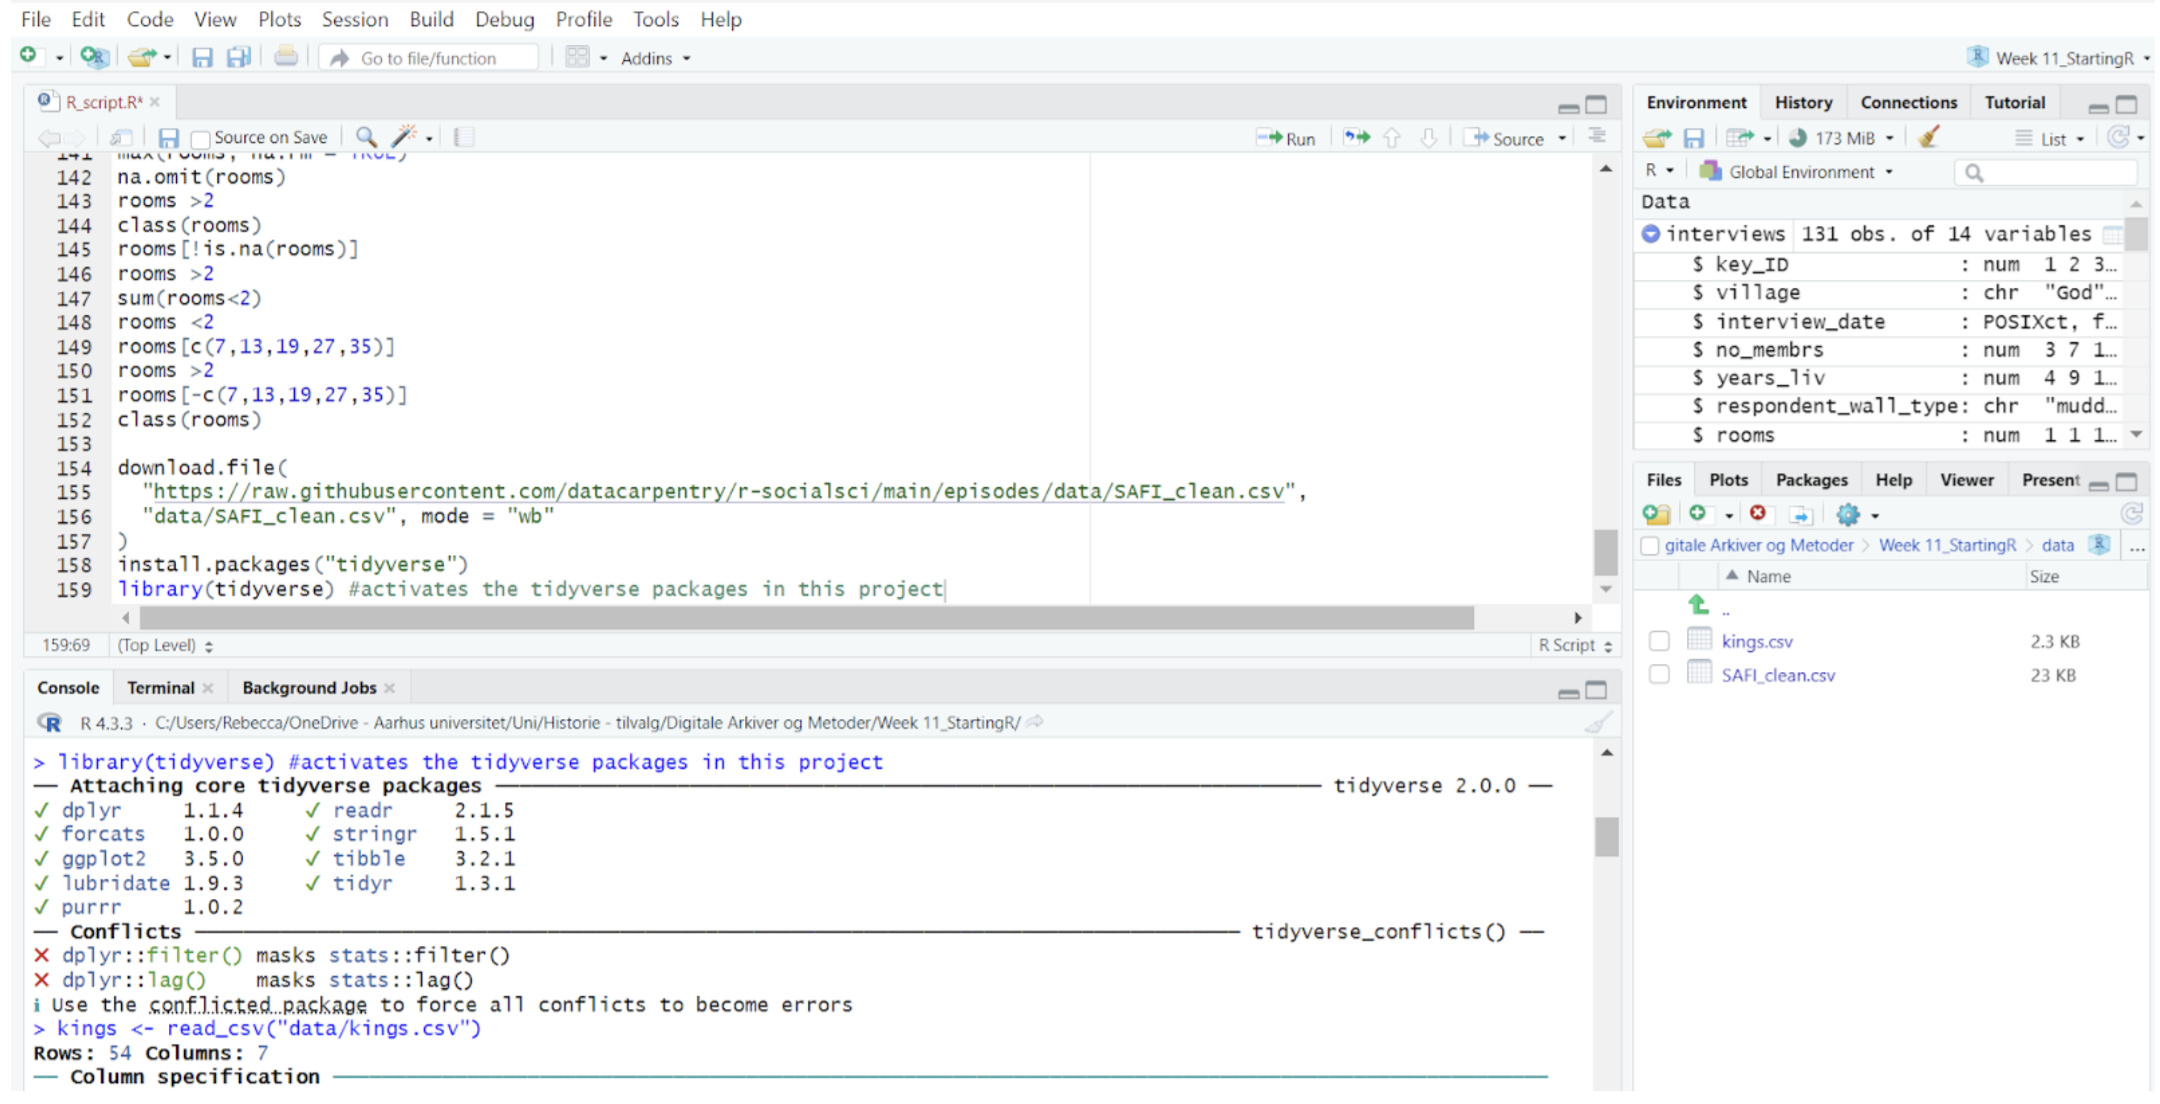 File Edit Code View Plots Session Build Debug Profile Tools Help
Go to file/function Addins Week 11_StartingR
R_script.R*
Source on Save Run Source
141 max(rooms, na.rm = TRUE)
142 na.omit(rooms)
143 rooms >2
144 class(rooms)
145 rooms[!is.na(rooms)]
146 rooms >2
147 sum(rooms<2)
148 rooms <2
149 rooms[c(7,13,19,27,35)]
150 rooms >2
151 rooms[-c(7,13,19,27,35)]
152 class(rooms)
153
154 download.file(
155 "https://raw.githubusercontent.com/datacarpentry/r-socialsci/main/episodes/data/SAFI_clean.csv",
156 "data/SAFI_clean.csv", mode = "wb"
157 )
158 install.packages("tidyverse")
159 library(tidyverse) #activates the tidyverse packages in this project
159:69 (Top Level) R Script
Console Terminal Background Jobs
R 4.3.3 · C:/Users/Rebecca/OneDrive - Aarhus universitet/Uni/Historie - tilvalg/Digitale Arkiver og Metoder/Week 11_StartingR/
> library(tidyverse) #activates the tidyverse packages in this project
── Attaching core tidyverse packages ── tidyverse 2.0.0 ──
✓ dplyr 1.1.4 ✓ readr 2.1.5
✓ forcats 1.0.0 ✓ stringr 1.5.1
✓ ggplot2 3.5.0 ✓ tibble 3.2.1
✓ lubridate 1.9.3 ✓ tidyr 1.3.1
✓ purrr 1.0.2
── Conflicts ── tidyverse_conflicts() ──
✕ dplyr::filter() masks stats::filter()
✕ dplyr::lag() masks stats::lag()
i Use the conflicted package to force all conflicts to become errors
> kings <- read_csv("data/kings.csv")
Rows: 54 Columns: 7
── Column specification ──
Environment History Connections Tutorial
173 MiB List
R Global Environment
Data
interviews 131 obs. of 14 variables
$ key_ID : num 1 2 3…
$ village : chr "God"…
$ interview_date : POSIXct, f…
$ no_membrs : num 3 7 1…
$ years_liv : num 4 9 1…
$ respondent_wall_type: chr "mudd…
$ rooms : num 1 1 1…
Files Plots Packages Help Viewer Present
gitale Arkiver og Metoder > Week 11_StartingR > data ...
Name Size
..
kings.csv 2.3 KB
SAFI_clean.csv 23 KB